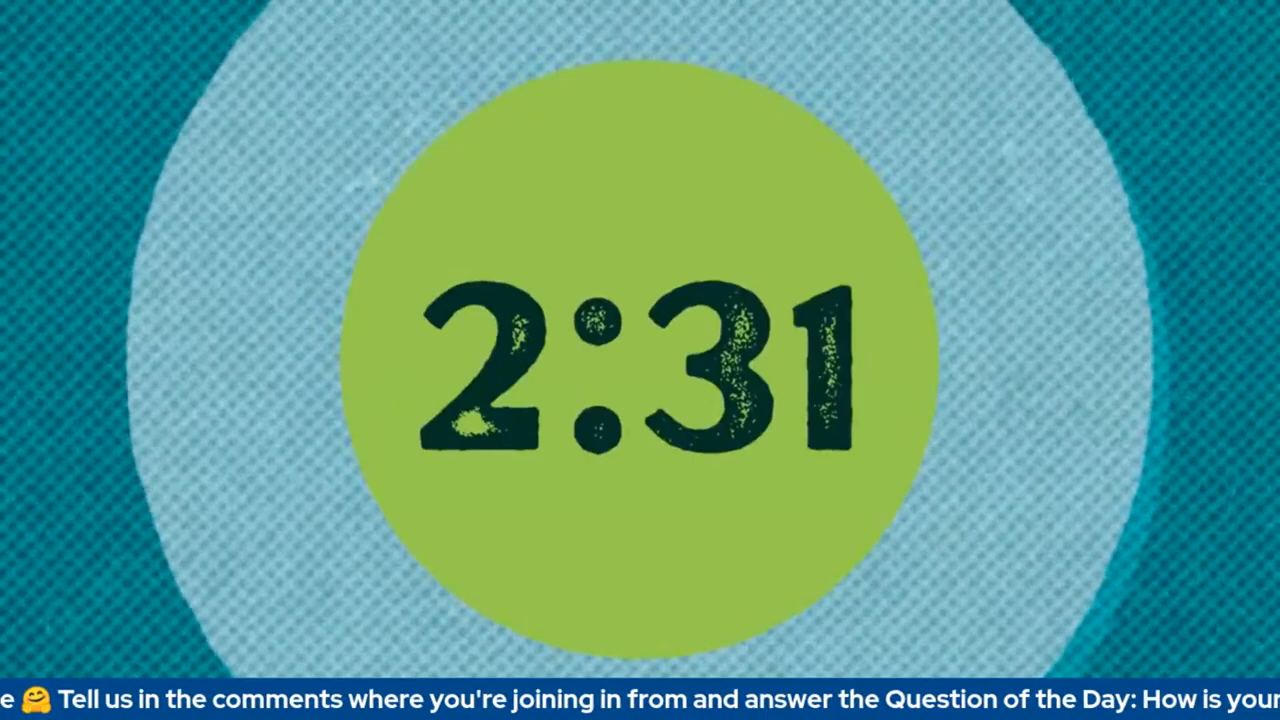 2:31
e 🤗 Tell us in the comments where you're joining in from and answer the Question of the Day: How is your